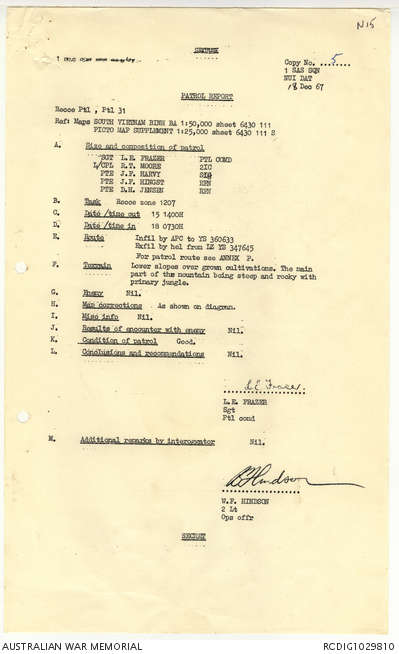 N15
SECRET
Copy No. 5
1 SAS SQN
NUI DAT
18 Dec 67
PATROL REPORT
Recce Ptl , Ptl 31
Ref: Maps SOUTH VIETNAM BINH BA 1:50,000 sheet 6430 111
PICTO MAP SUPPLEMENT 1:25,000 sheet 6430 111 S
A. Size and composition of patrol
SGT L.E. FRAZER PTL COMD
L/CPL R.T. MOORE 2IC
PTE J.F. HARVY SIG
PTE J.F. HINGST RFN
PTE D.H. JENSEN RFN
B. Task Recce zone 1207
C. Date/time out 15 1400H
D. Date/time in 18 0730H
E. Route Infil by APC to YS 360633
Exfil by hel from LZ YS 347645
For patrol route see ANNEX P.
F. Terrain Lower slopes over grown cultivations. The main
part of the mountain being steep and rocky with
primary jungle.
G. Enemy Nil.
H. Map corrections As shown on diagram.
I. Misc info Nil.
J. Results of encounter with enemy Nil.
K. Condition of patrol Good.
L. Conclusions and recommendations Nil.
L E Frazer.
L.E. FRAZER
Sgt
Ptl comd
M. Additional remarks by interogator Nil.
W.F. HINDSON
2 Lt
Ops offr
SECRET
AUSTRALIAN WAR MEMORIAL
RCDIG1029810